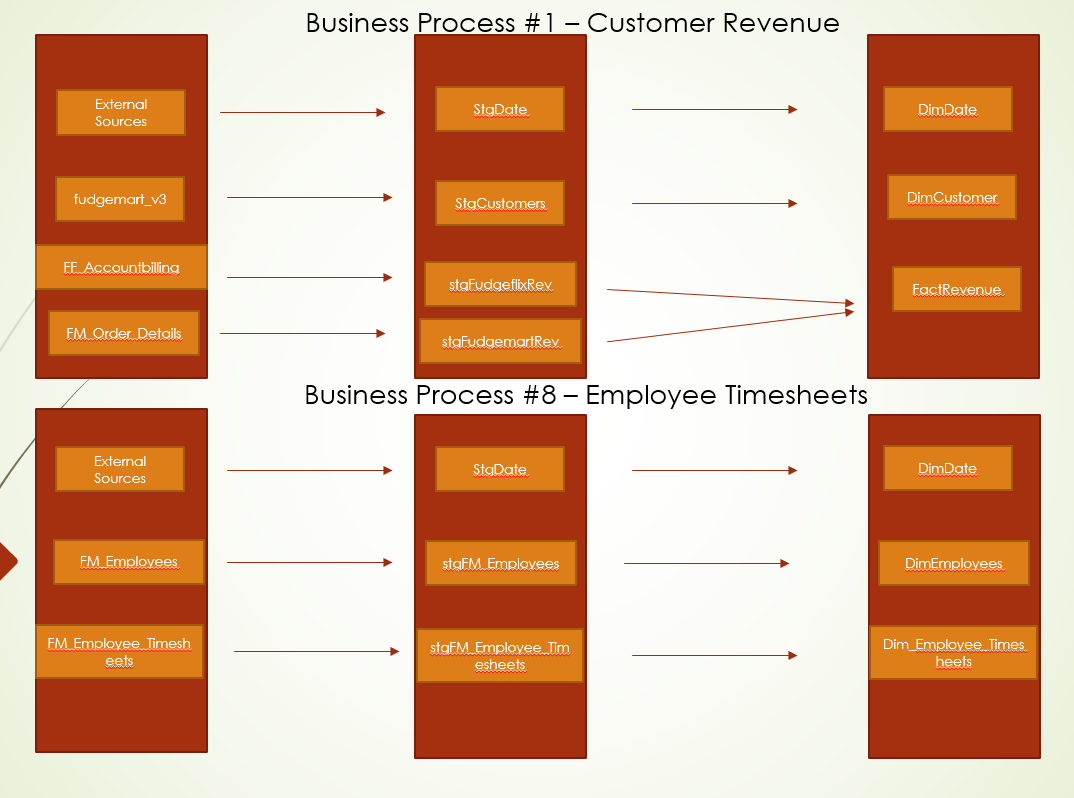 Business Process #1 – Customer Revenue
External
Sources
StgDate
DimDate
fudgemart_v3
StgCustomers
DimCustomer
FF_Accountbilling
stgFudgeflixRev
FactRevenue
FM_Order_Details
stgFudgemartRev
Business Process #8 – Employee Timesheets
External
Sources
StgDate
DimDate
FM_Employees
stgFM_Employees
DimEmployees
FM_Employee_Timesh
eets
stgFM_Employee_Tim
esheets
Dim_Employee_Times
heets